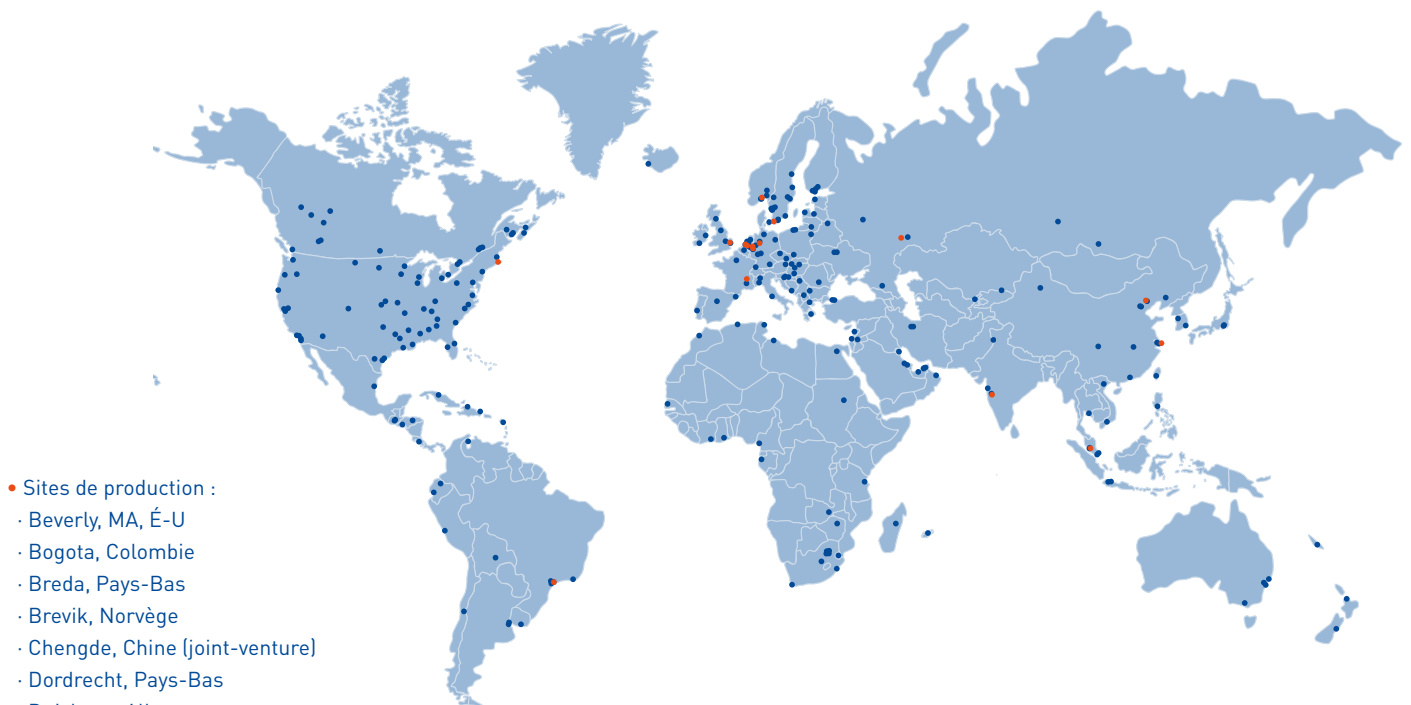 • Sites de production :
· Beverly, MA, É-U
· Bogota, Colombie
· Breda, Pays-Bas
· Brevik, Norvège
· Chengde, Chine (joint-venture)
· Dordrecht, Pays-Bas